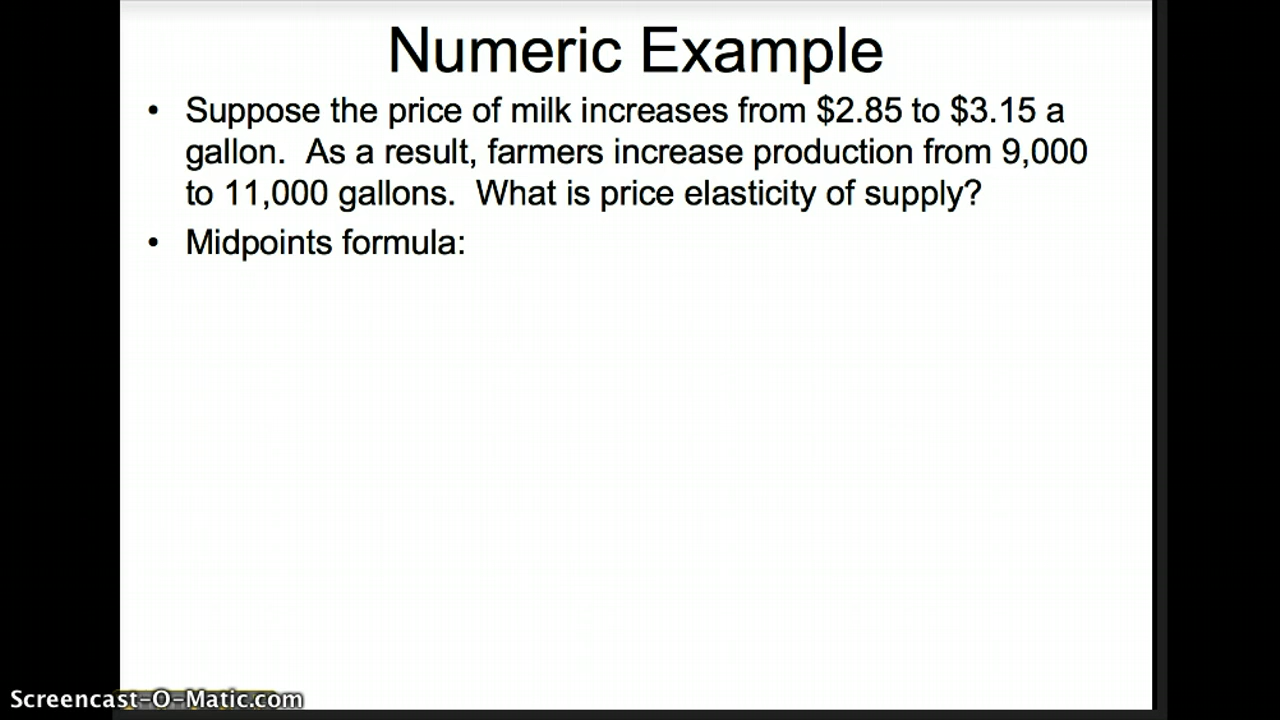 Numeric Example
• Suppose the price of milk increases from $2.85 to $3.15 a
gallon.  As a result, farmers increase production from 9,000
to 11,000 gallons.  What is price elasticity of supply?
• Midpoints formula:
Screencast-O-Matic.com